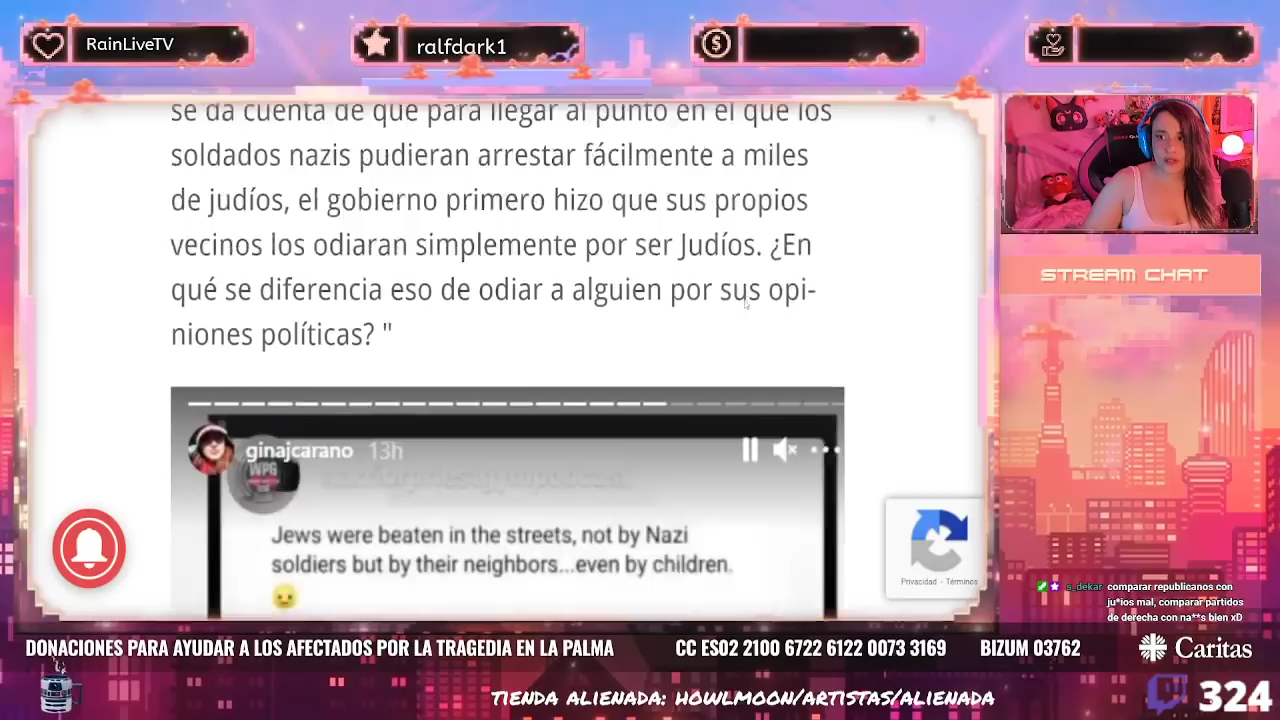 RainLiveTV
ralfdark1
se da cuenta de que para llegar al punto en el que los
soldados nazis pudieran arrestar fácilmente a miles
de judíos, el gobierno primero hizo que sus propios
vecinos los odiaran simplemente por ser Judíos. ¿En
qué se diferencia eso de odiar a alguien por sus opi-
niones políticas? "
ginajcarano 13h
WPG
Jews were beaten in the streets, not by Nazi
soldiers but by their neighbors...even by children.
Privacidad - Términos
STREAM CHAT
s_dekar comparar republicanos con
ju*ios mal, comparar partidos
de derecha con na**s bien xD
DONACIONES PARA AYUDAR A LOS AFECTADOS POR LA TRAGEDIA EN LA PALMA CC ES02 2100 6722 6122 0073 3169 BIZUM 03762 Caritas
TIENDA ALIENADA: HOWLMOON/ARTISTAS/ALIENADA
324